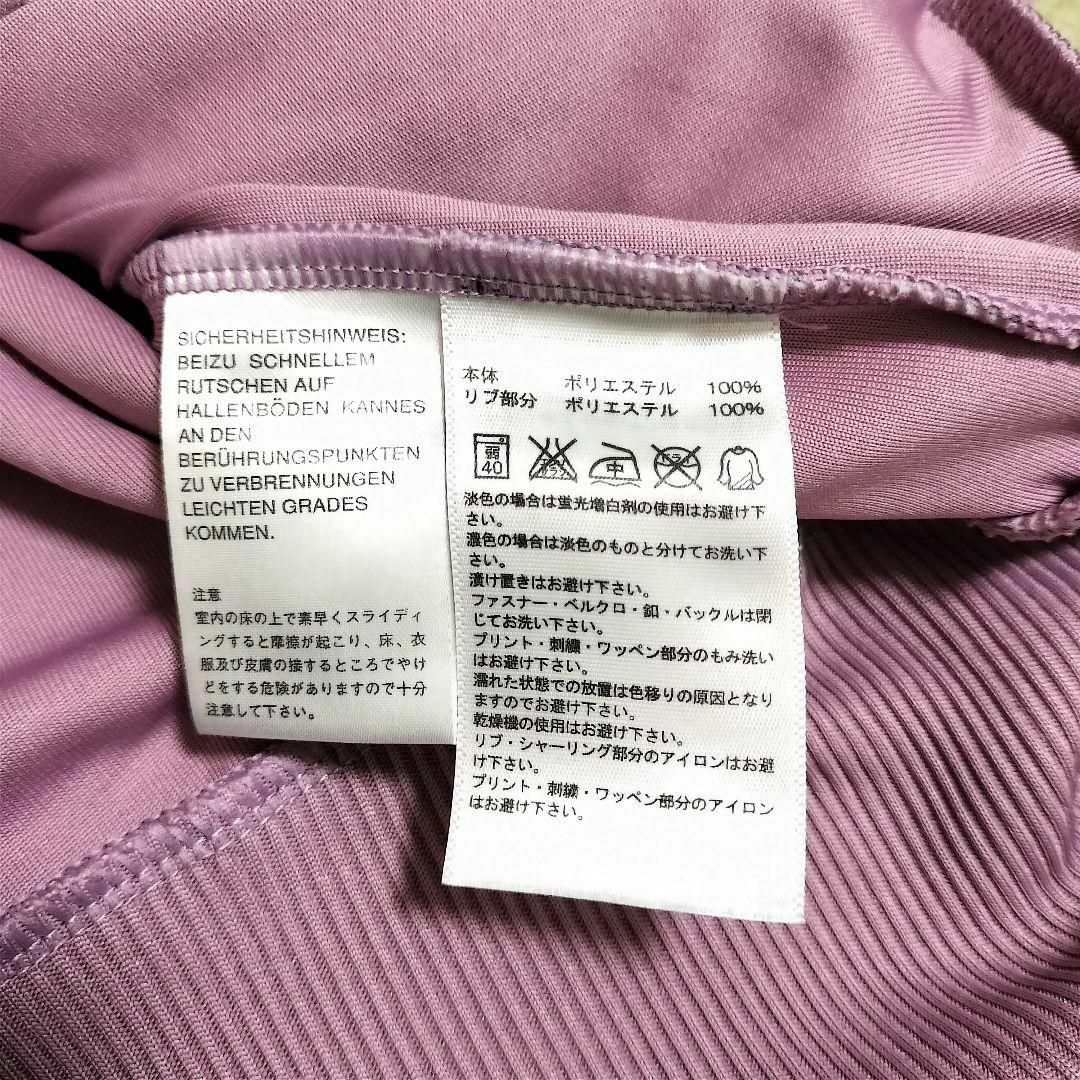 SICHERHEITSHINWEIS:
BEIZU SCHNELLEM
RUTSCHEN AUF
HALLENBÖDEN KANNES
AN DEN
BERÜHRUNGSPUNKTEN
ZU VERBRENNUNGEN
LEICHTEN GRADES
KOMMEN.
注意
室内の床の上で素早くスライディ
ングすると摩擦が起こり、床、衣
服及び皮膚の接するところでやけ
どをする危険がありますので十分
注意して下さい。
本体 ポリエステル 100%
リブ部分 ポリエステル 100%
弱
40
中
淡色の場合は蛍光増白剤の使用はお避け下
さい。
濃色の場合は淡色のものと分けてお洗い下
さい。
漬け置きはお避け下さい。
ファスナー・ベルクロ・釦・バックルは閉
じてお洗い下さい。
プリント・刺繍・ワッペン部分のもみ洗い
はお避け下さい。
濡れた状態での放置は色移りの原因となり
ますのでお避け下さい。
乾燥機の使用はお避け下さい。
リブ・シャーリング部分のアイロンはお避
け下さい。
プリント・刺繍・ワッペン部分のアイロン
はお避け下さい。